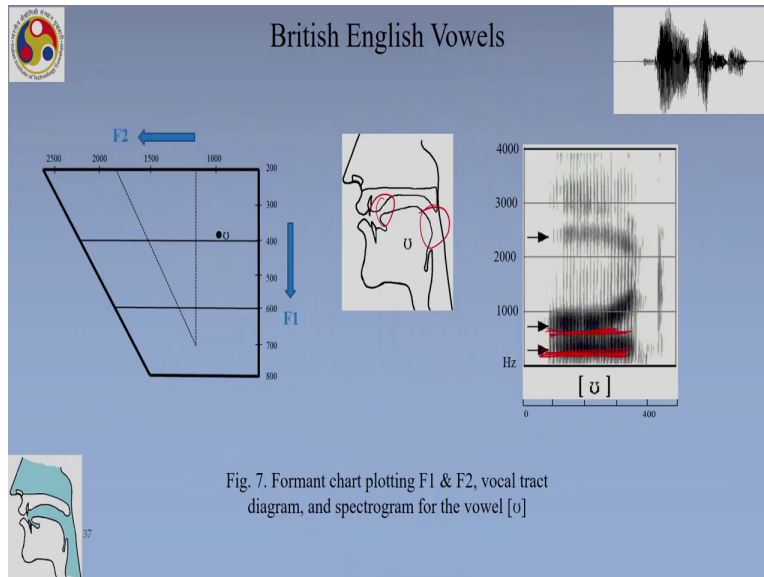 British English Vowels
F2
2500 2000 1500 1000
200
300
400
500
600
700
800
ʊ
F1
ʊ
4000
3000
2000
1000
Hz
[ ʊ ]
0 400
Fig. 7. Formant chart plotting F1 & F2, vocal tract
diagram, and spectrogram for the vowel [ʊ]
37